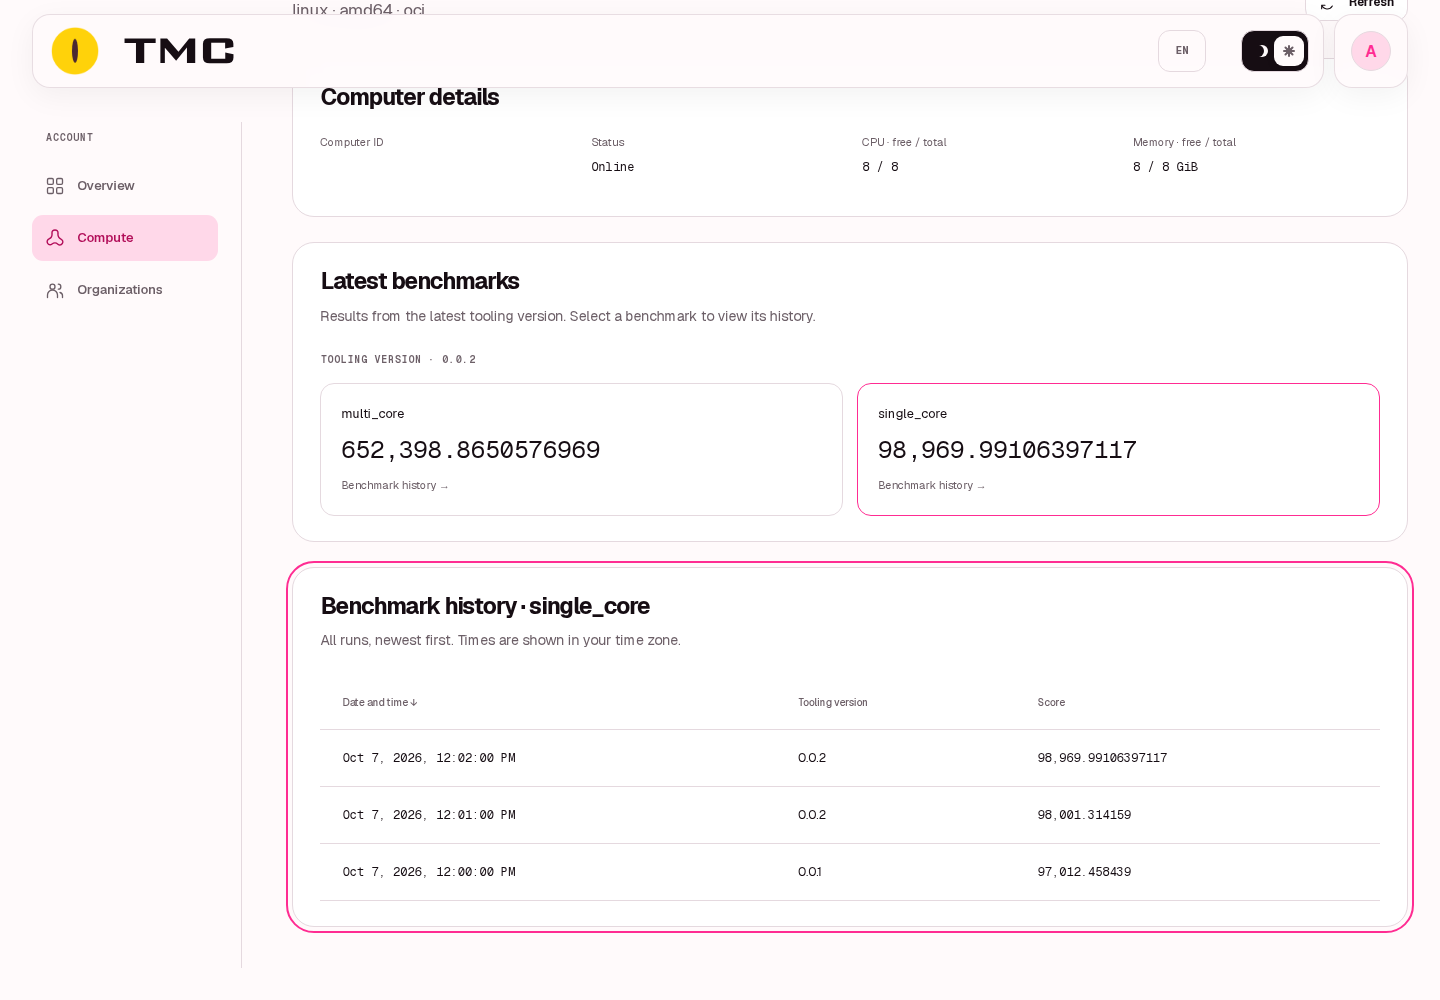 linux · amd64 · oci
Refresh
TMC
EN
A
Computer details
ACCOUNT
Overview
Compute
Organizations
Computer ID
Status
CPU · free / total
Memory · free / total
Online
8 / 8
8 / 8 GiB
Latest benchmarks
Results from the latest tooling version. Select a benchmark to view its history.
TOOLING VERSION · 0.0.2
multi_core
652,398.8650576969
Benchmark history →
single_core
98,969.99106397117
Benchmark history →
Benchmark history · single_core
All runs, newest first. Times are shown in your time zone.
Date and time ↓
Tooling version
Score
Oct 7, 2026, 12:02:00 PM
0.0.2
98,969.99106397117
Oct 7, 2026, 12:01:00 PM
0.0.2
98,001.314159
Oct 7, 2026, 12:00:00 PM
0.0.1
97,012.458439